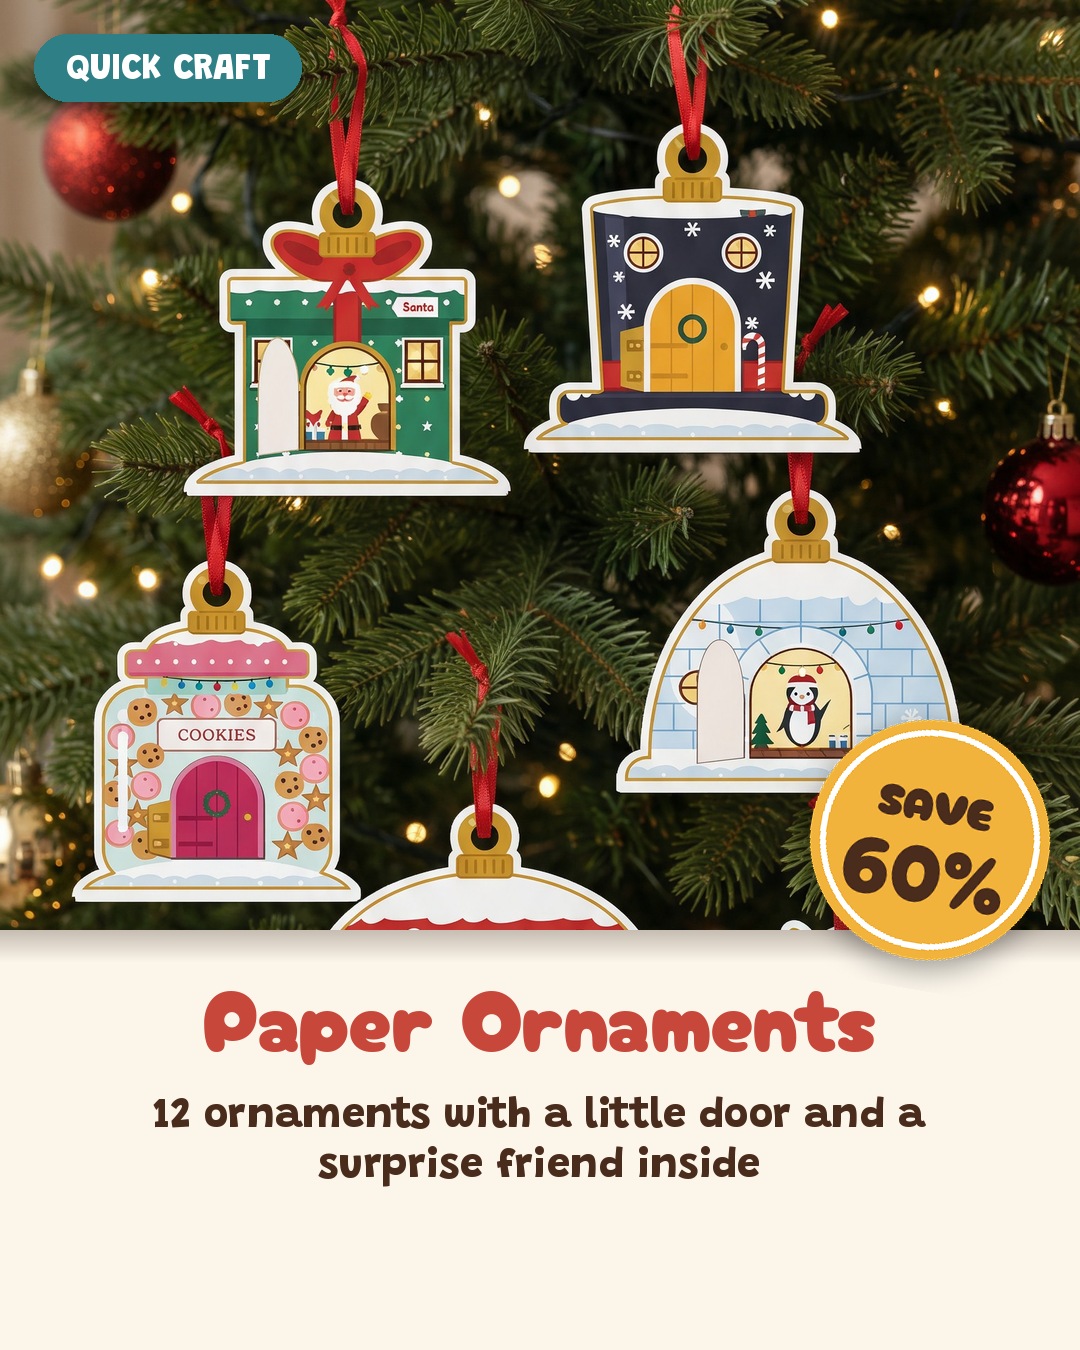 QUICK CRAFT
Santa
COOKIES
SAVE
60%
Paper Ornaments
12 ornaments with a little door and a
surprise friend inside